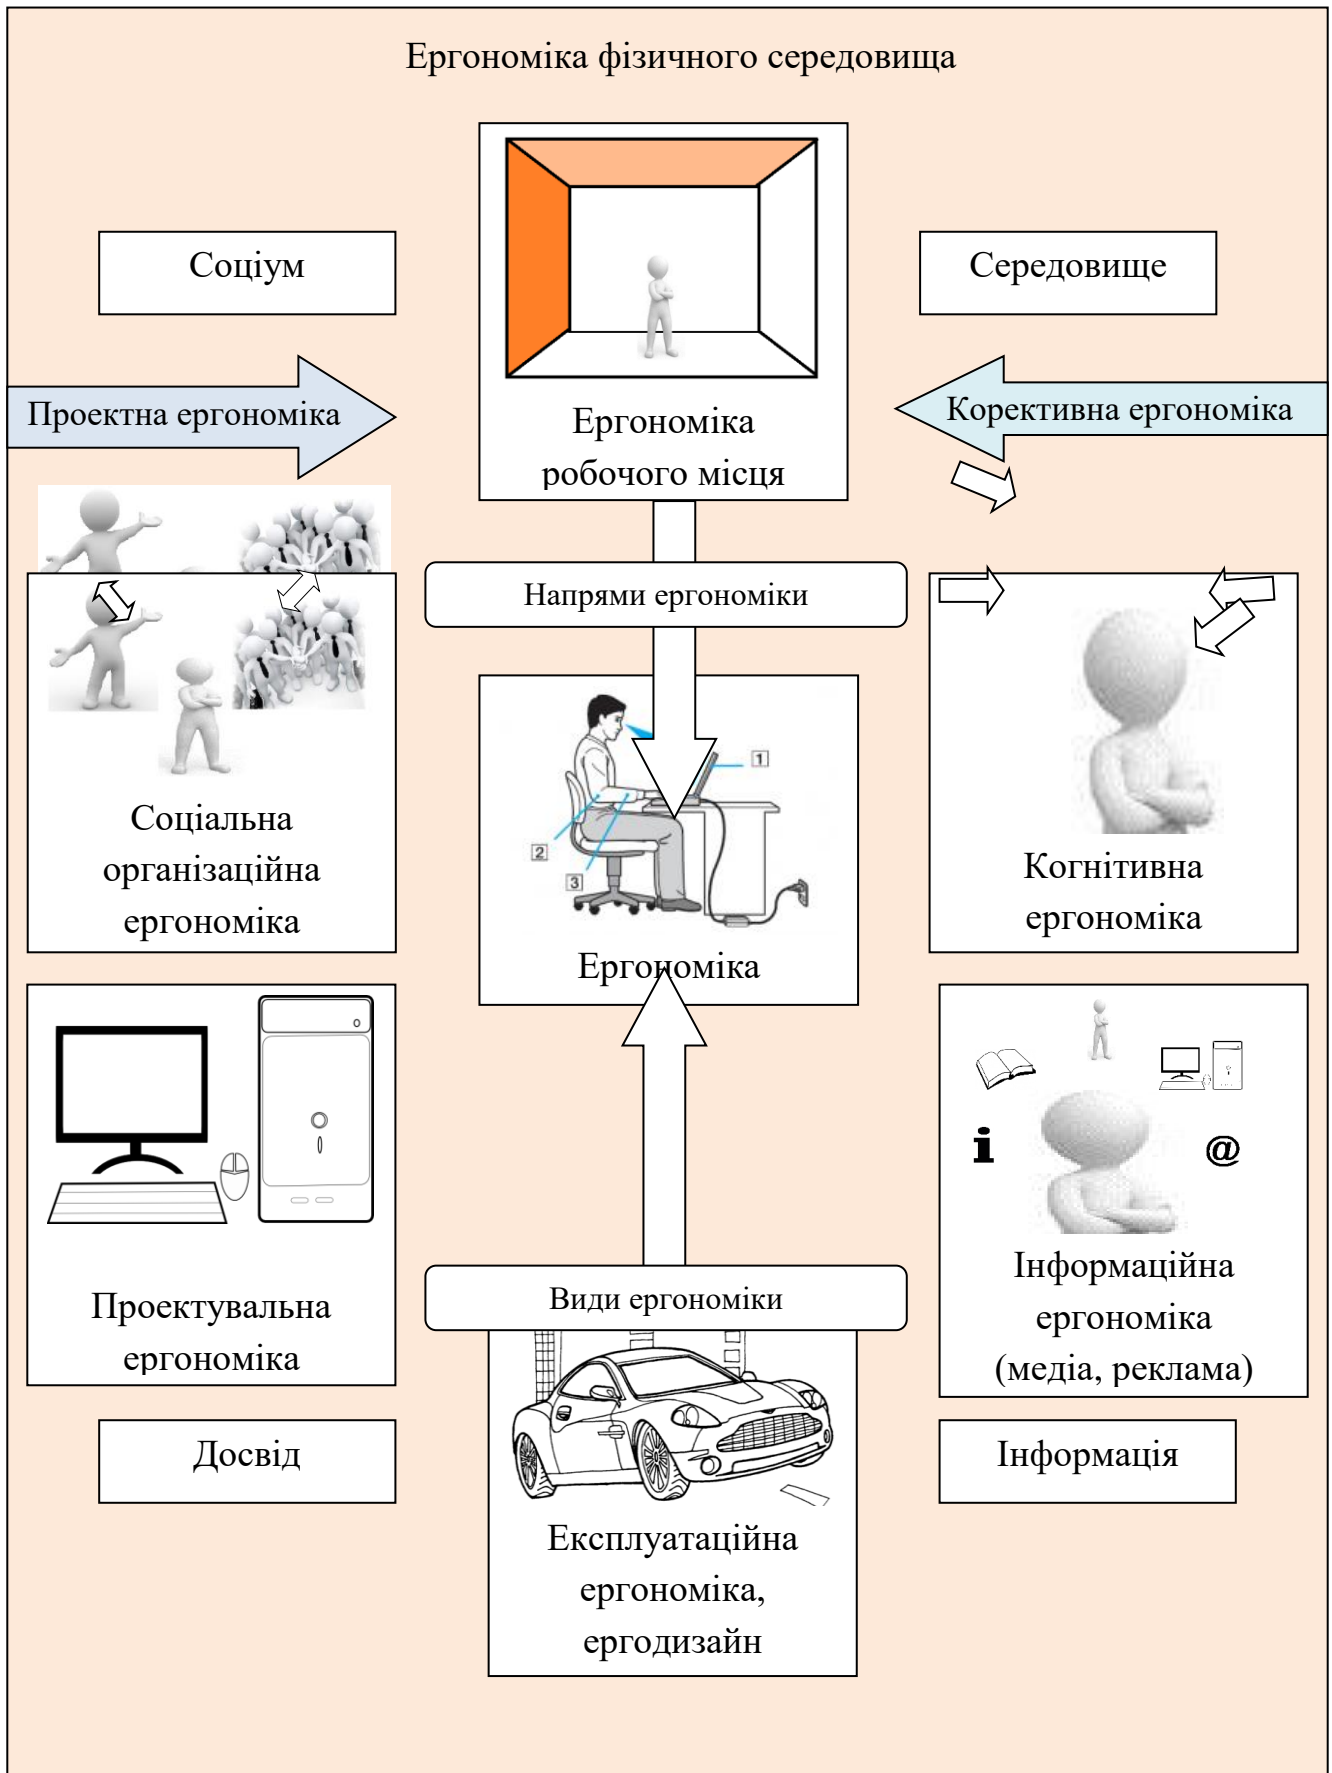 Ергономіка фізичного середовища
Соціум
Середовище
Проектна ергономіка
Ергономіка
робочого місця
Корективна ергономіка
Напрями ергономіки
Соціальна
організаційна
ергономіка
1
2
3
Ергономіка
Когнітивна
ергономіка
Проектувальна
ергономіка
i
@
Інформаційна
ергономіка
(медіа, реклама)
Види ергономіки
Досвід
Інформація
Експлуатаційна
ергономіка,
ергодизайн